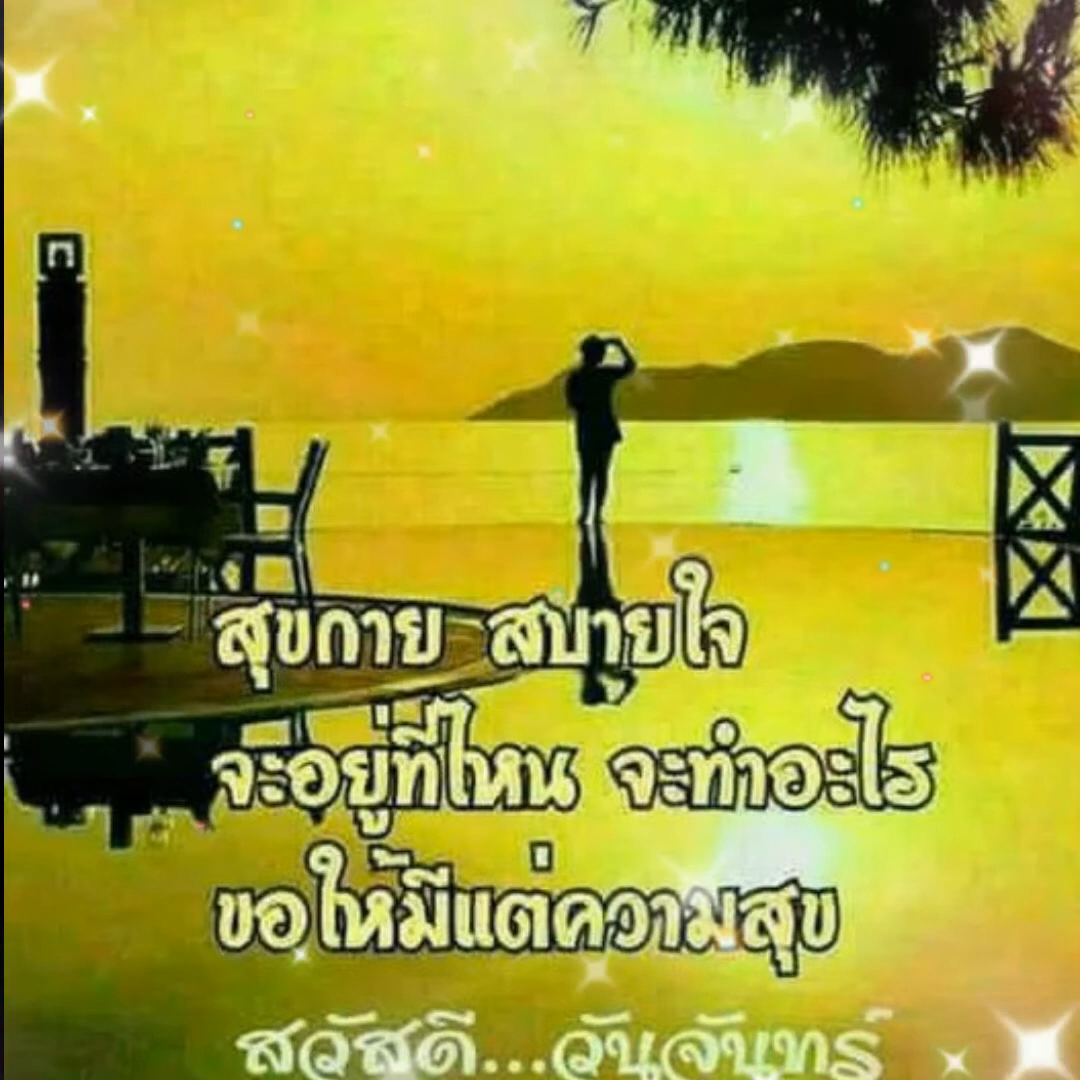 สุขกาย สบายใจ
จะอยู่ที่ไหน จะทำอะไร
ขอให้มีแต่ความสุข
สวัสดี...วันจันทร์